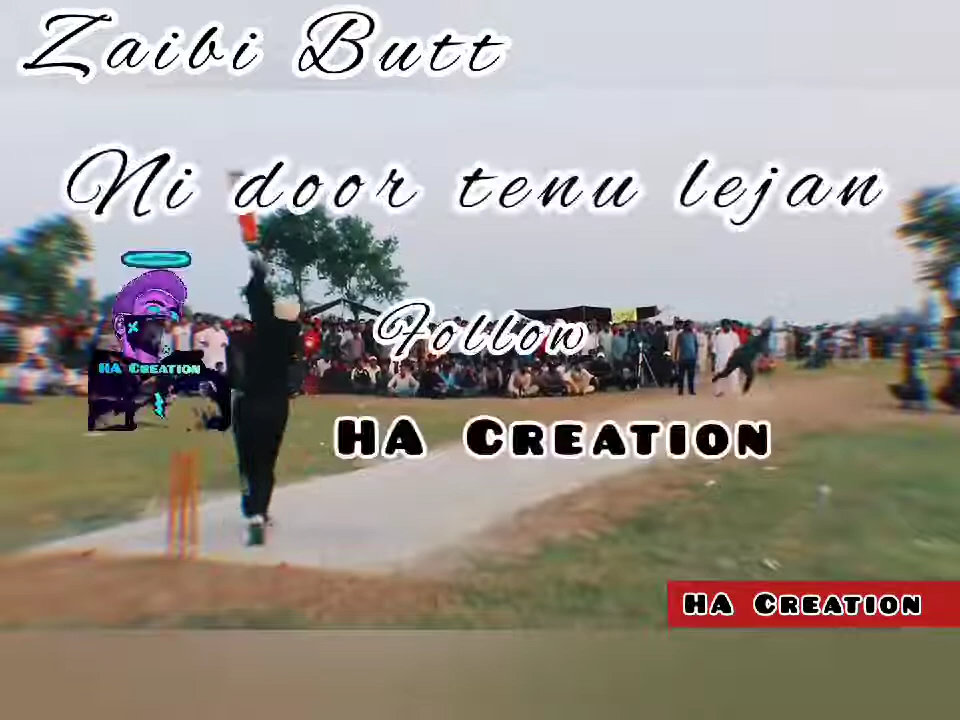 Zaibi Butt
Ni door tenu lejan
Follow
HA CREATION
HA CREATION
HA CREATION